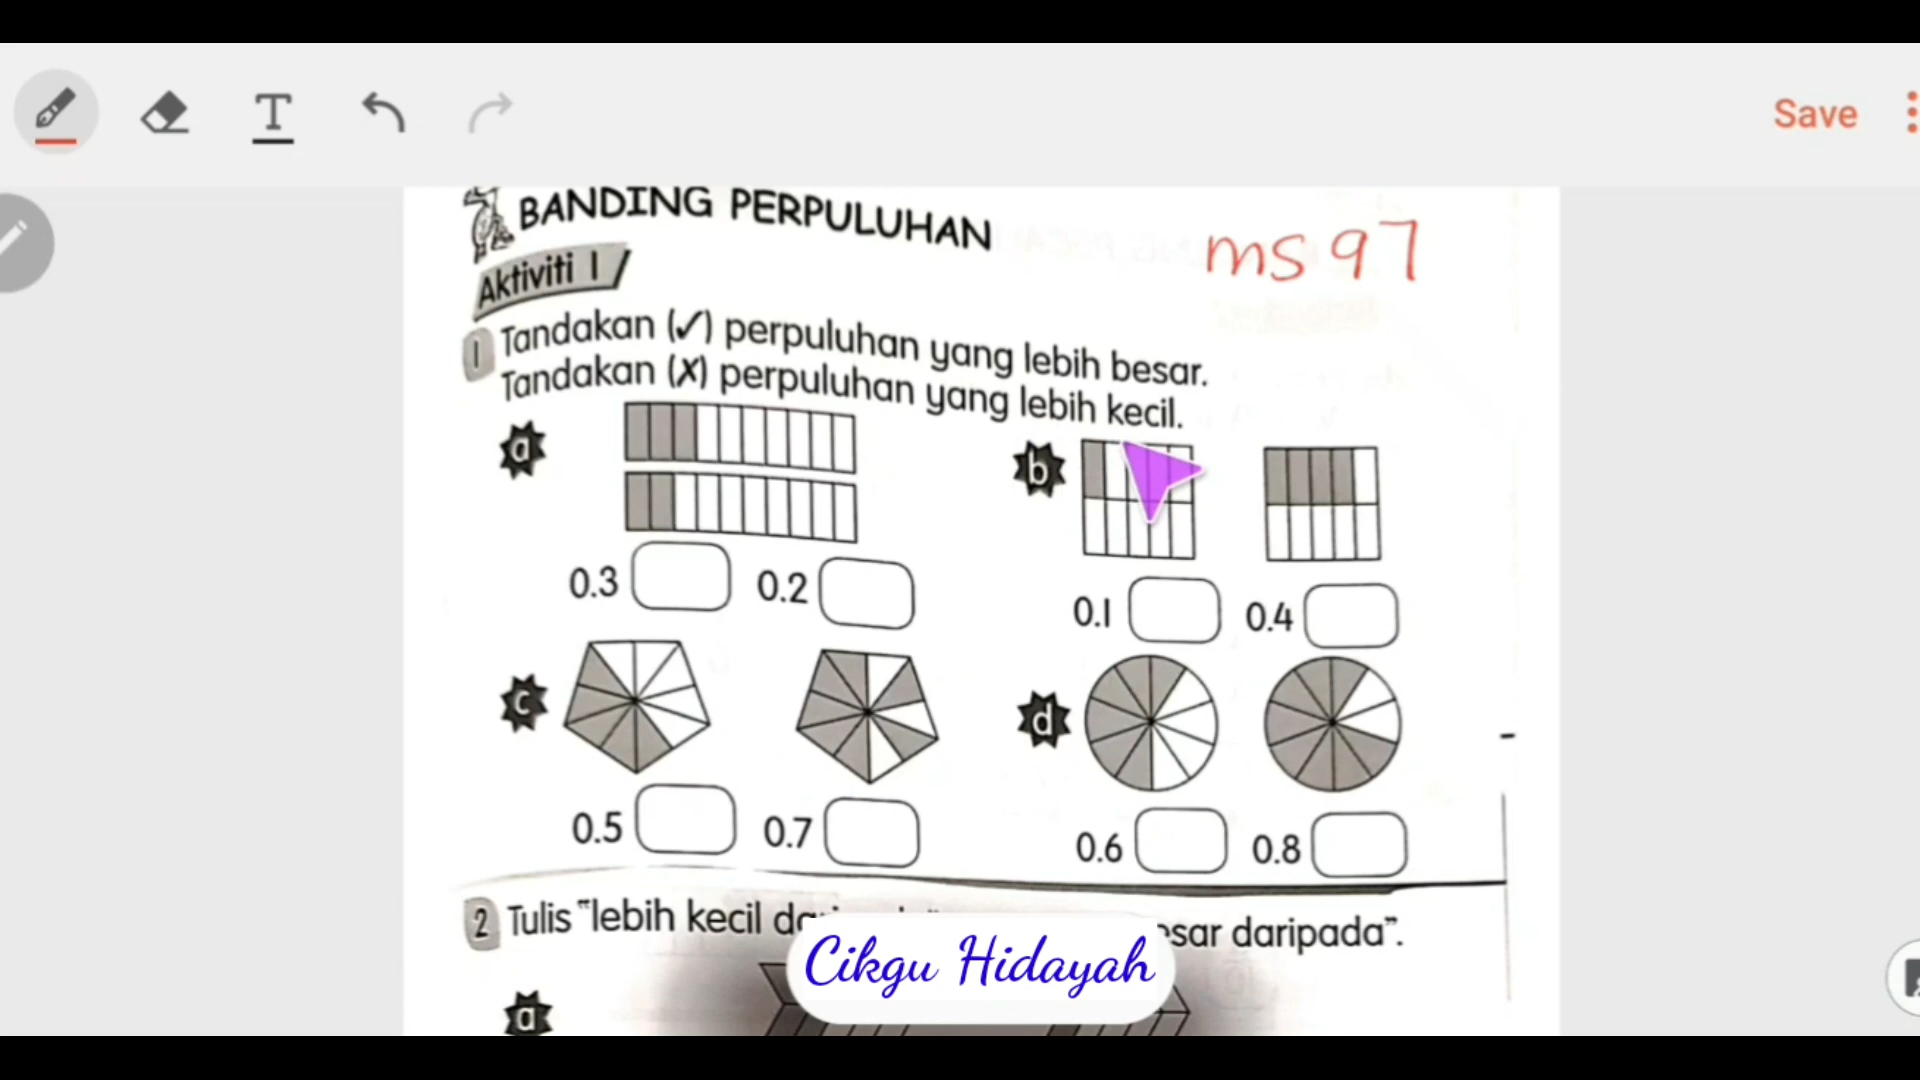 T
Save
BANDING PERPULUHAN
ms 97
Aktiviti 1
1 Tandakan (✓) perpuluhan yang lebih besar.
Tandakan (X) perpuluhan yang lebih kecil.
a
b
0.3
0.2
0.1
0.4
c
d
0.5
0.7
0.6
0.8
2 Tulis "lebih kecil daripada".
Cikgu Hidayah
a